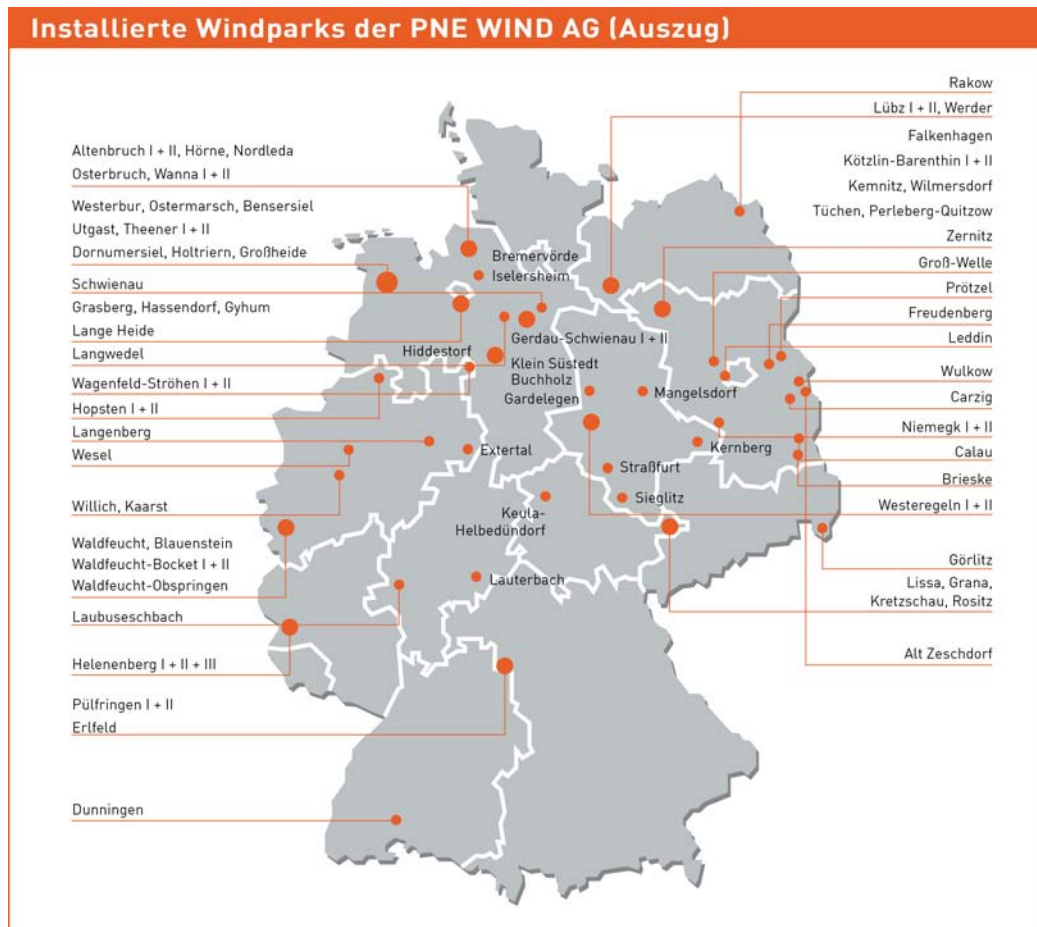 Installierte Windparks der PNE WIND AG (Auszug)
Altenbruch I + II, Hörne, Nordleda
Osterbruch, Wanna I + II
Westerbur, Ostermarsch, Bensersiel
Utgast, Theener I + II
Dornumersiel, Holtriern, Großheide
Schwienau
Grasberg, Hassendorf, Gyhum
Lange Heide
Langwedel
Wagenfeld-Ströhen I + II
Hopsten I + II
Langenberg
Wesel
Willich, Kaarst
Waldfeucht, Blauenstein
Waldfeucht-Bocket I + II
Waldfeucht-Obspringen
Laubuseschbach
Helenenberg I + II + III
Pülfringen I + II
Erlfeld
Dunningen
Bremervörde
Iselersheim
Gerdau-Schwienau I + II
Hiddestorf
Klein Süstedt
Buchholz
Gardelegen
Mangelsdorf
Extertal
Kernberg
Straßfurt
Sieglitz
Keula-
Helbedündorf
Lauterbach
Rakow
Lübz I + II, Werder
Falkenhagen
Kötzlin-Barenthin I + II
Kemnitz, Wilmersdorf
Tüchen, Perleberg-Quitzow
Zernitz
Groß-Welle
Prötzel
Freudenberg
Leddin
Wulkow
Carzig
Niemegk I + II
Calau
Brieske
Westeregeln I + II
Görlitz
Lissa, Grana,
Kretzschau, Rositz
Alt Zeschdorf